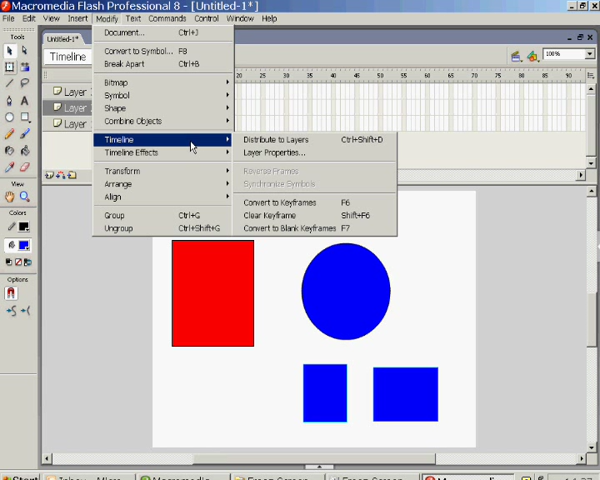 Macromedia Flash Professional 8 - [Untitled-1*]
File Edit View Insert Modify Text Commands Control Window Help
Tools
Untitled-1*
Timeline
100%
Layer
Layer
Layer
20 25 30 35 40 45 50 55 60 65 70 75 80 85 90
Document... Ctrl+J
Convert to Symbol... F8
Break Apart Ctrl+B
Bitmap
Symbol
Shape
Combine Objects
Timeline
Timeline Effects
Transform
Arrange
Align
Group Ctrl+G
Ungroup Ctrl+Shift+G
Distribute to Layers Ctrl+Shift+D
Layer Properties...
Reverse Frames
Synchronize Symbols
Convert to Keyframes F6
Clear Keyframe Shift+F6
Convert to Blank Keyframes F7
View
Colors
Options
Start